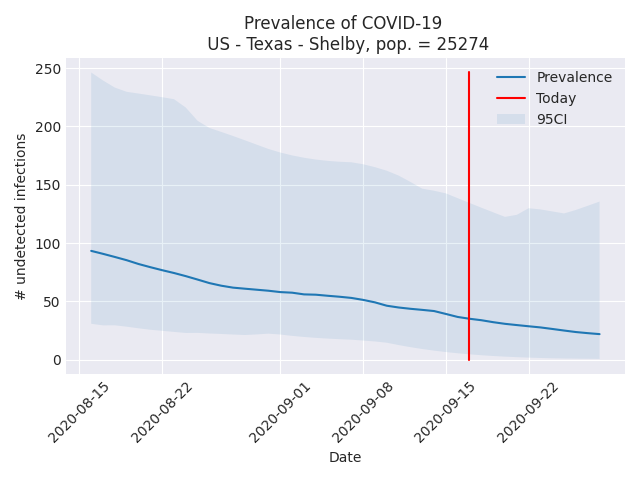 Prevalence of COVID-19
US - Texas - Shelby, pop. = 25274
Prevalence
Today
95CI
# undetected infections
250
200
150
100
50
0
2020-08-15
2020-08-22
2020-09-01
2020-09-08
2020-09-15
2020-09-22
Date